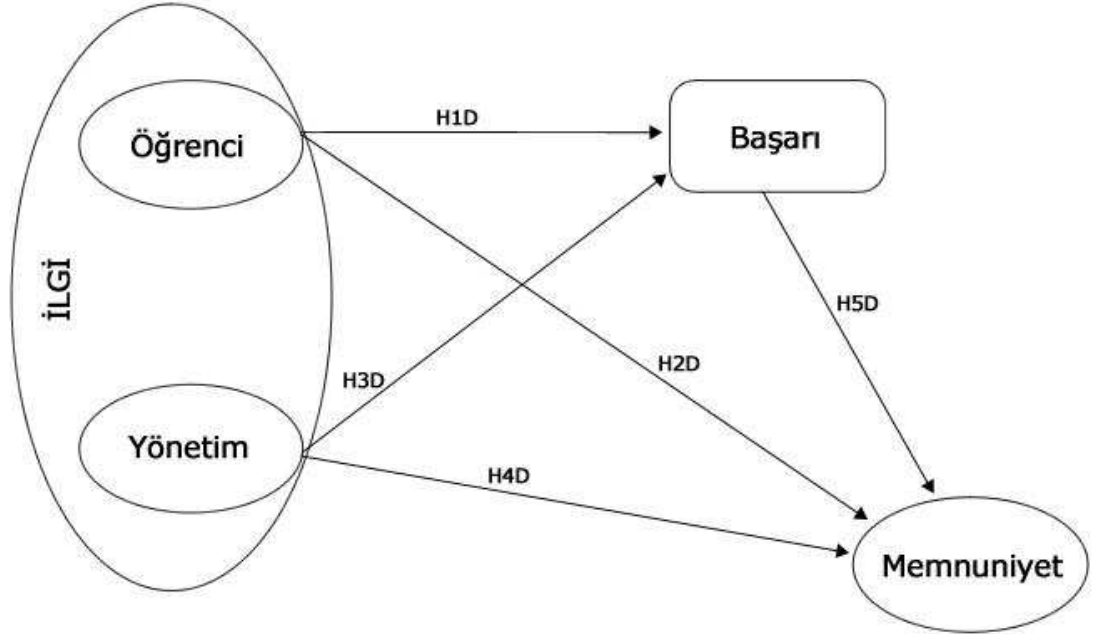 Öğrenci
H1D
Başarı
İLGİ
H5D
H2D
H3D
Yönetim
H4D
Memnuniyet